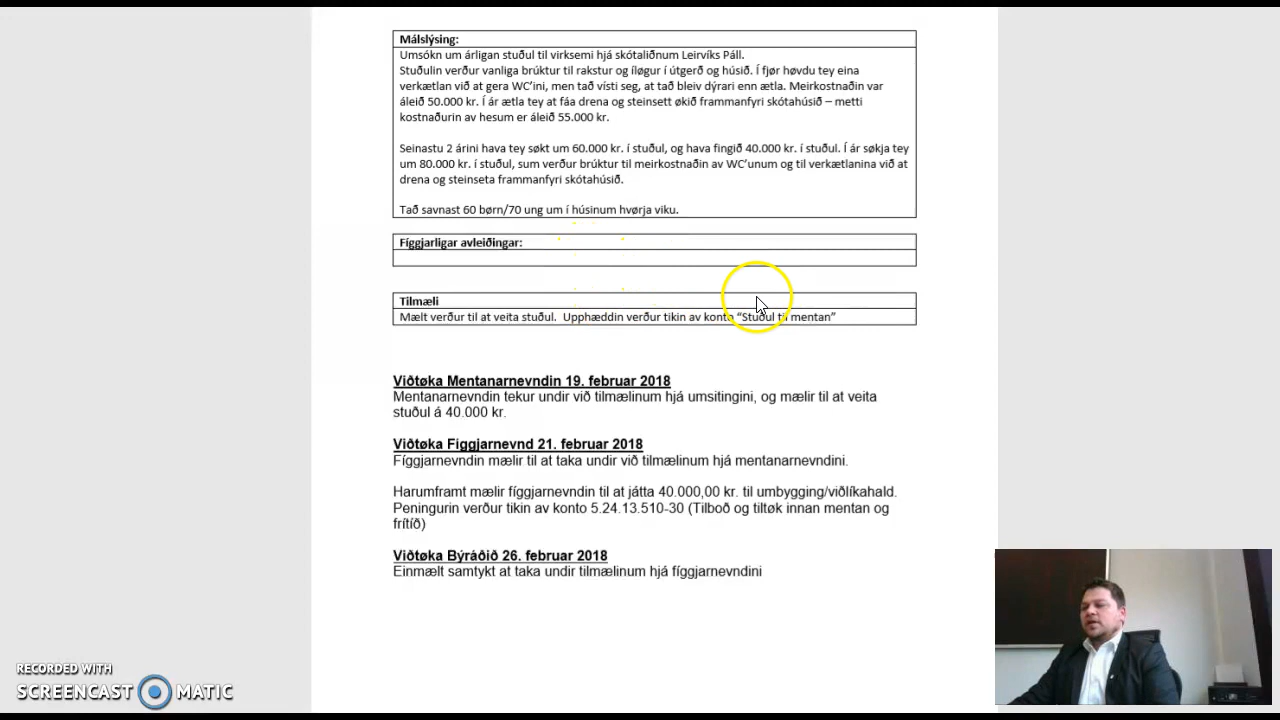 Málslýsing:
Umsókn um árligan stuðul til virksemi hjá skótaliðnum Leirvíks Páll.
Stuðulin verður vanliga brúktur til rakstur og íløgur í útgerð og húsið. Í fjør høvdu tey eina
verkætlan við at gera WC'ini, men tað vísti seg, at tað bleiv dýrari enn ætla. Meirkostnaðin var
áleið 50.000 kr. Í ár ætla tey at fáa drena og steinsett økið frammanfyri skótahúsið – metti
kostnaðurin av hesum er áleið 55.000 kr.
Seinastu 2 árini hava tey søkt um 60.000 kr. í stuðul, og hava fingið 40.000 kr. í stuðul. Í ár søkja tey
um 80.000 kr. í stuðul, sum verður brúktur til meirkostnaðin av WC'unum og til verkætlanina við at
drena og steinseta frammanfyri skótahúsið.
Tað savnast 60 børn/70 ung um í húsinum hvørja viku.
Fíggjarligar avleiðingar:
Tilmæli
Mælt verður til at veita stuðul.  Upphæddin verður tikin av konto "Stuðul til mentan"
Viðtøka Mentanarnevndin 19. februar 2018
Mentanarnevndin tekur undir við tilmælinum hjá umsitingini, og mælir til at veita
stuðul á 40.000 kr.
Viðtøka Fíggjarnevnd 21. februar 2018
Fíggjarnevndin mælir til at taka undir við tilmælinum hjá mentanarnevndini.
Harumframt mælir fíggjarnevndin til at játta 40.000,00 kr. til umbygging/viðlíkahald.
Peningurin verður tikin av konto 5.24.13.510-30 (Tilboð og tiltøk innan mentan og
frítíð)
Viðtøka Býráðið 26. februar 2018
Einmælt samtykt at taka undir tilmælinum hjá fíggjarnevndini
RECORDED WITH
SCREENCAST MATIC